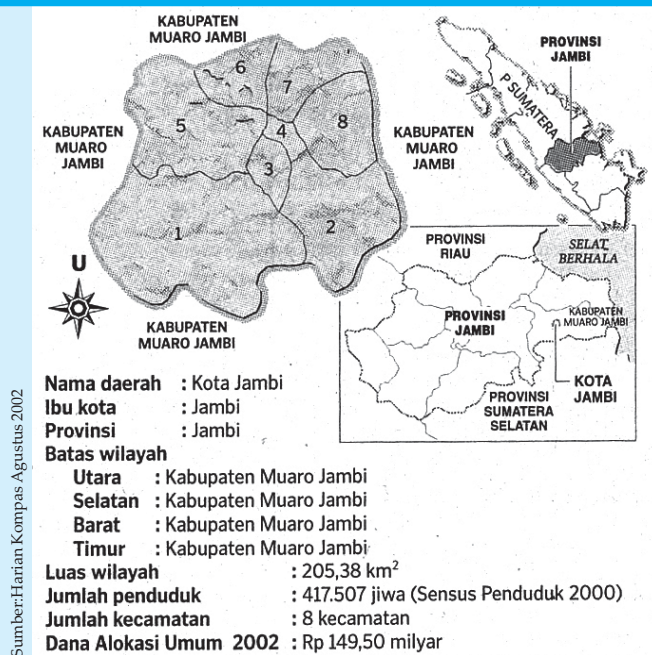 KABUPATEN
MUARO JAMBI
6
7
5
4
8
3
1
2
KABUPATEN
MUARO
JAMBI
KABUPATEN
MUARO
JAMBI
U
KABUPATEN
MUARO JAMBI
PROVINSI
JAMBI
P SUMATERA
PROVINSI
RIAU
SELAT
BERHALA
PROVINSI
JAMBI
KABUPATEN
MUARO JAMBI
KOTA
JAMBI
PROVINSI
SUMATERA
SELATAN
Nama daerah : Kota Jambi
Ibu kota : Jambi
Provinsi : Jambi
Batas wilayah
Utara : Kabupaten Muaro Jambi
Selatan : Kabupaten Muaro Jambi
Barat : Kabupaten Muaro Jambi
Timur : Kabupaten Muaro Jambi
Luas wilayah : 205,38 km²
Jumlah penduduk : 417.507 jiwa (Sensus Penduduk 2000)
Jumlah kecamatan : 8 kecamatan
Dana Alokasi Umum 2002 : Rp 149,50 milyar
Sumber:Harian Kompas Agustus 2002